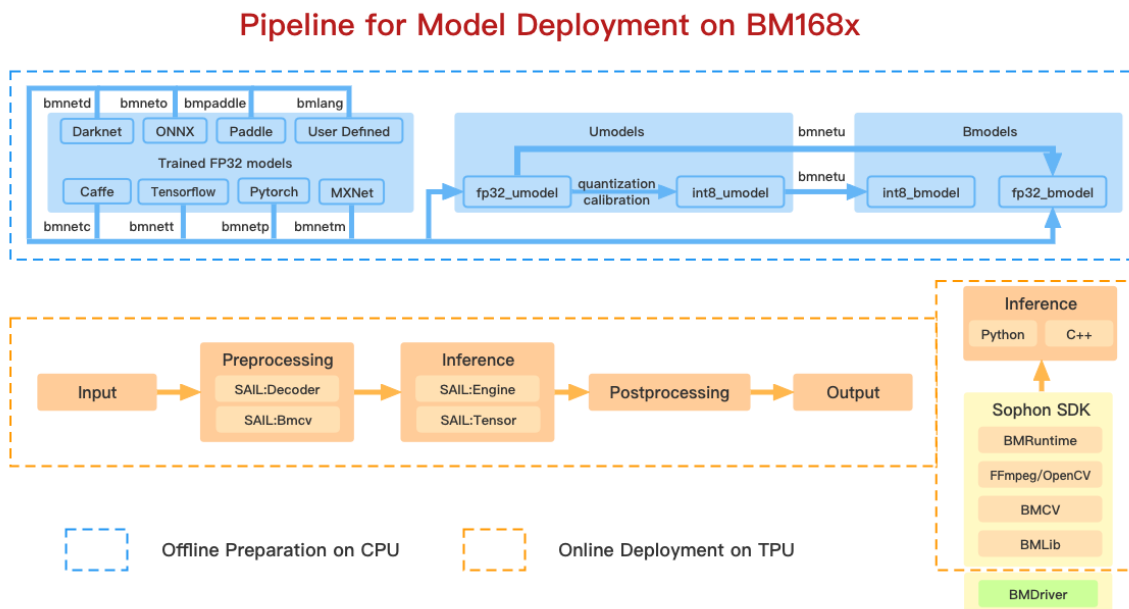 Pipeline for Model Deployment on BM168x
bmnetd
bmneto
bmpaddle
bmlang
Darknet
ONNX
Paddle
User Defined
Trained FP32 models
Caffe
Tensorflow
Pytorch
MXNet
bmnetc
bmnett
bmnetp
bmnetm
Umodels
fp32_umodel
quantization
calibration
int8_umodel
bmnetu
bmnetu
Bmodels
int8_bmodel
fp32_bmodel
Input
Preprocessing
SAIL:Decoder
SAIL:Bmcv
Inference
SAIL:Engine
SAIL:Tensor
Postprocessing
Output
Inference
Python
C++
Sophon SDK
BMRuntime
FFmpeg/OpenCV
BMCV
BMLib
BMDriver
Offline Preparation on CPU
Online Deployment on TPU